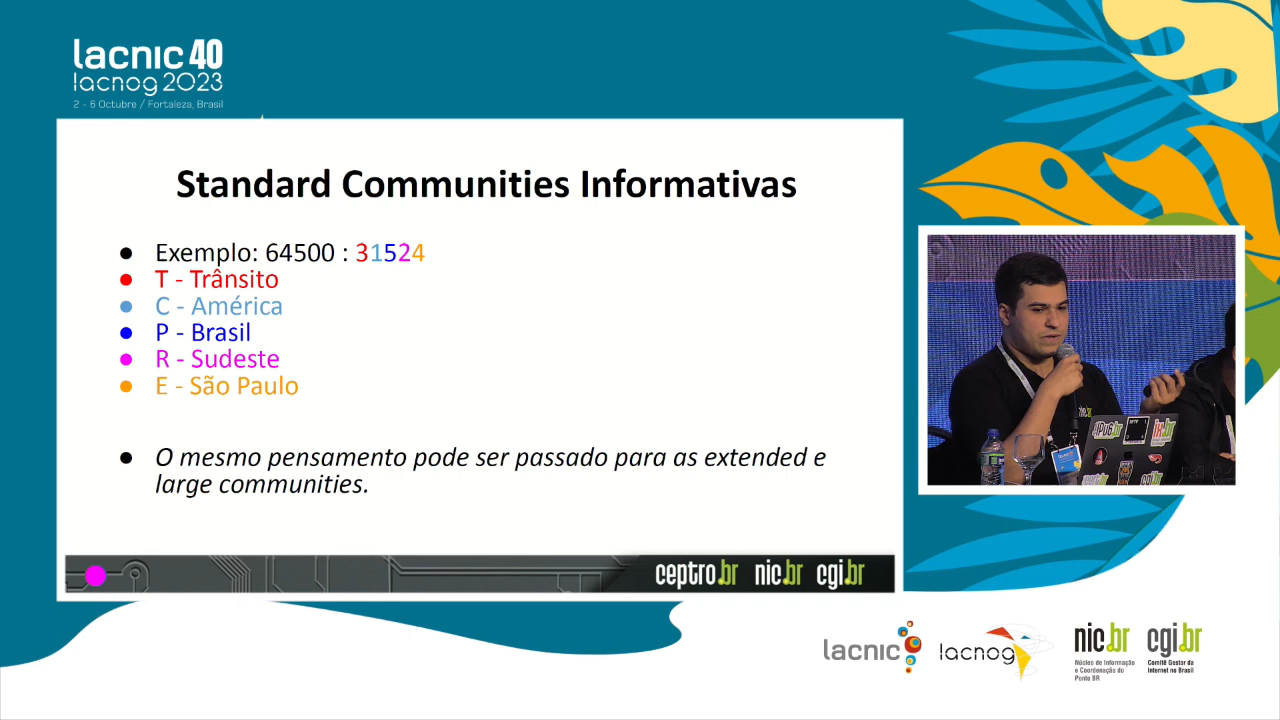 lacnic 40
lacnog 2023
2 - 6 Octubre / Fortaleza, Brasil
Standard Communities Informativas
● Exemplo: 64500 : 31524
● T - Trânsito
● C - América
● P - Brasil
● R - Sudeste
● E - São Paulo
● O mesmo pensamento pode ser passado para as extended e
large communities.
ceptro.br nic.br cgi.br
lacnic
lacnog
nic.br
Núcleo de Informação
e Coordenação do
Ponto BR
cgi.br
Comitê Gestor da
Internet no Brasil